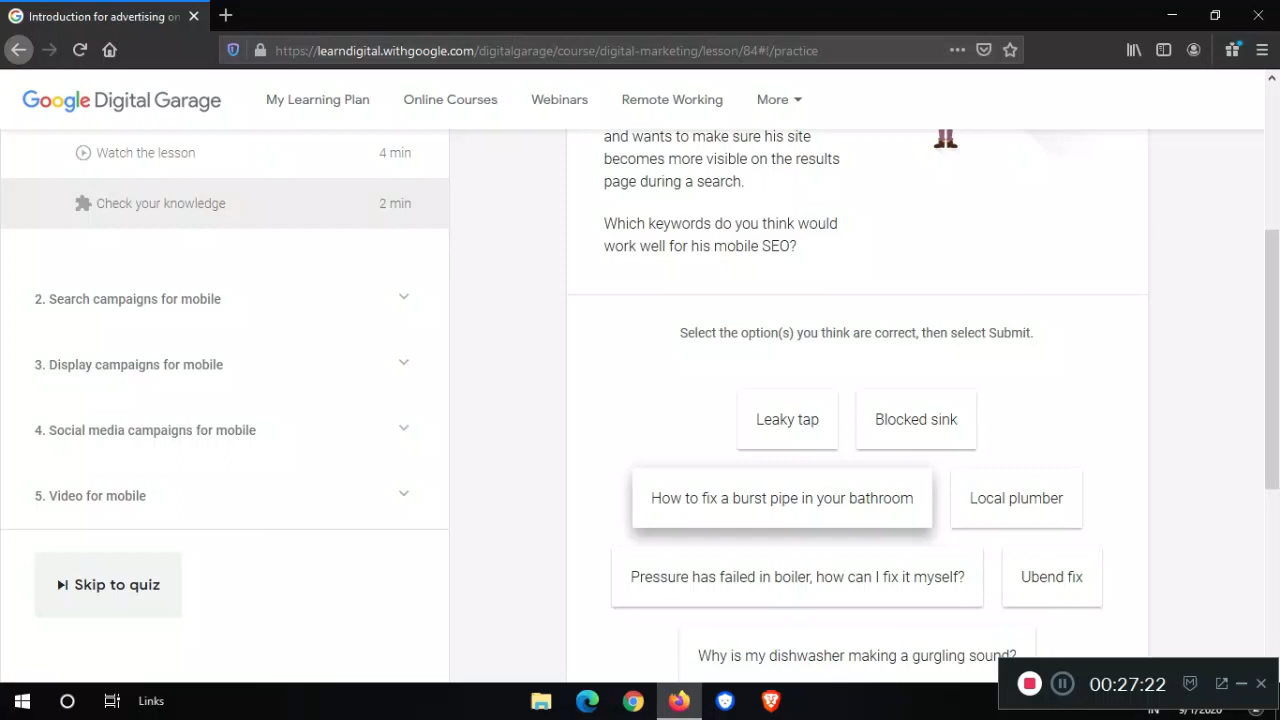 Introduction for advertising on
https://learndigital.withgoogle.com/digitalgarage/course/digital-marketing/lesson/84#!/practice
Google Digital Garage
My Learning Plan
Online Courses
Webinars
Remote Working
More
Watch the lesson
4 min
Check your knowledge
2 min
2. Search campaigns for mobile
3. Display campaigns for mobile
4. Social media campaigns for mobile
5. Video for mobile
Skip to quiz
and wants to make sure his site
becomes more visible on the results
page during a search.
Which keywords do you think would
work well for his mobile SEO?
Select the option(s) you think are correct, then select Submit.
Leaky tap
Blocked sink
How to fix a burst pipe in your bathroom
Local plumber
Pressure has failed in boiler, how can I fix it myself?
Ubend fix
Why is my dishwasher making a gurgling sound?
00:27:22
Links
IN
9/1/2020